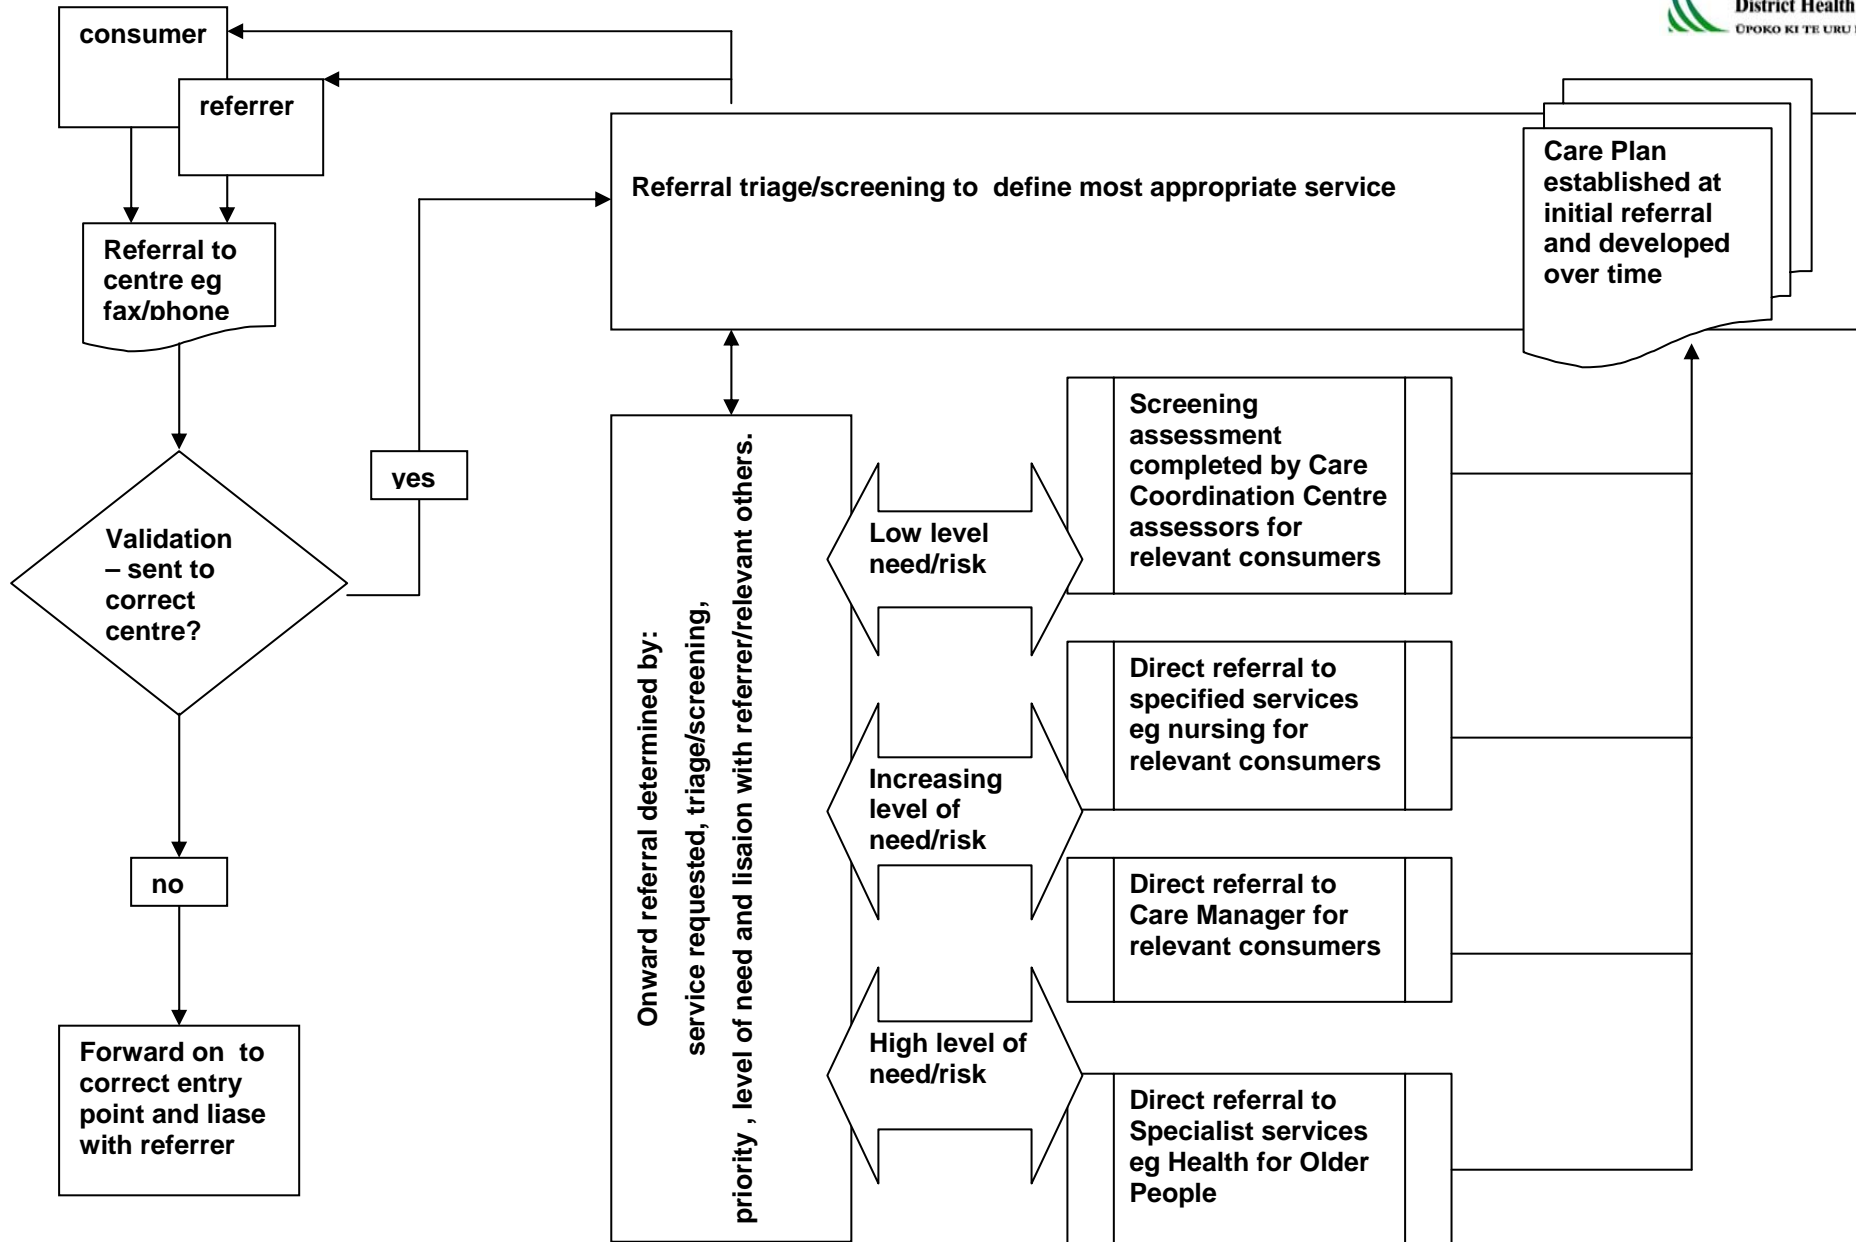 District Health
ŪPOKO KI TE URU
consumer
referrer
Referral to
centre eg
fax/phone
Validation
– sent to
correct
centre?
yes
no
Forward on to
correct entry
point and liase
with referrer
Referral triage/screening to define most appropriate service
Care Plan
established at
initial referral
and developed
over time
Onward referral determined by:
service requested, triage/screening,
priority , level of need and lisaion with referrer/relevant others.
Low level
need/risk
Increasing
level of
need/risk
High level of
need/risk
Screening
assessment
completed by Care
Coordination Centre
assessors for
relevant consumers
Direct referral to
specified services
eg nursing for
relevant consumers
Direct referral to
Care Manager for
relevant consumers
Direct referral to
Specialist services
eg Health for Older
People